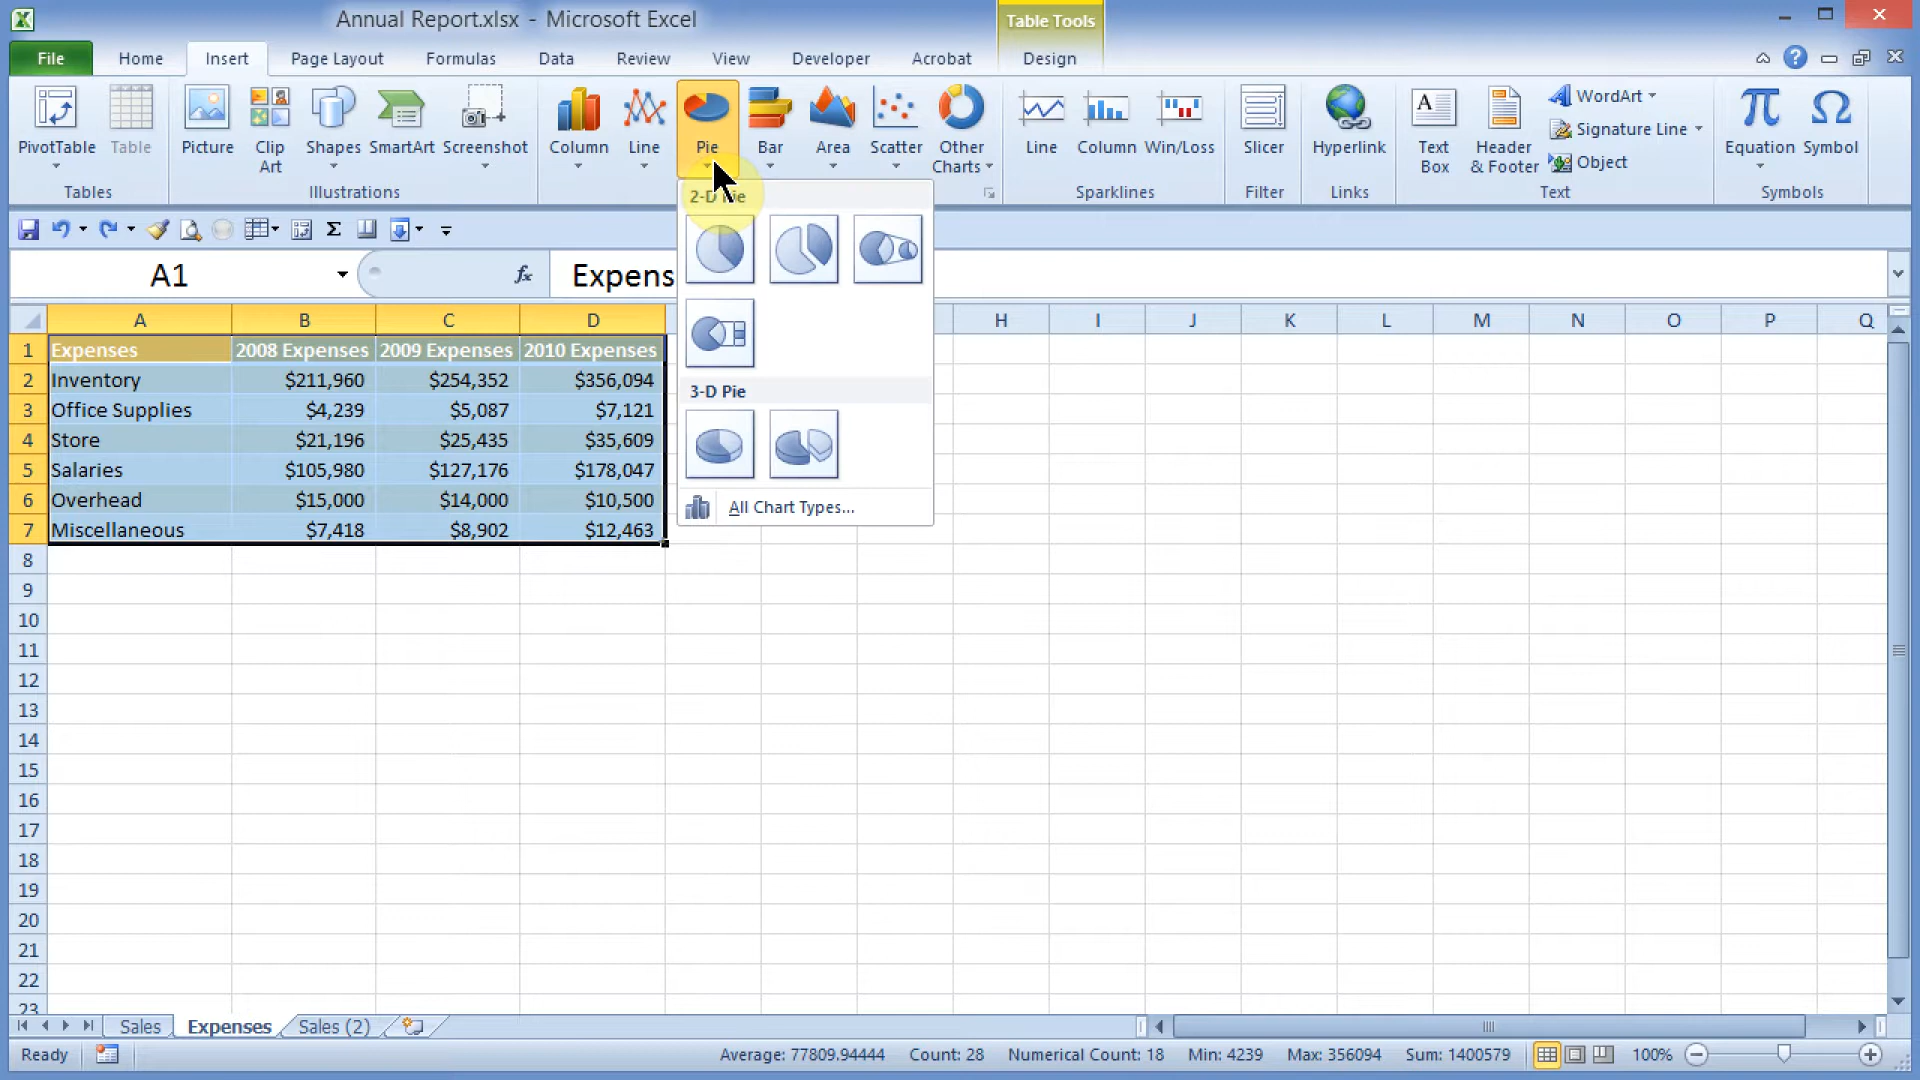 Annual Report.xlsx - Microsoft Excel
Table Tools
File Home Insert Page Layout Formulas Data Review View Developer Acrobat Design
PivotTable Table Picture Clip Art Shapes SmartArt Screenshot Column Line Pie Bar Area Scatter Other Charts Line Column Win/Loss Slicer Hyperlink Text Box Header & Footer WordArt Signature Line Object Equation Symbol
Tables Illustrations Sparklines Filter Links Text Symbols
A1 fx Expens
2-D Pie
3-D Pie
All Chart Types...
A B C D H I J K L M N O P Q
1 Expenses 2008 Expenses 2009 Expenses 2010 Expenses
2 Inventory $211,960 $254,352 $356,094
3 Office Supplies $4,239 $5,087 $7,121
4 Store $21,196 $25,435 $35,609
5 Salaries $105,980 $127,176 $178,047
6 Overhead $15,000 $14,000 $10,500
7 Miscellaneous $7,418 $8,902 $12,463
8
9
10
11
12
13
14
15
16
17
18
19
20
21
22
23
Sales Expenses Sales (2)
Ready Average: 77809.94444 Count: 28 Numerical Count: 18 Min: 4239 Max: 356094 Sum: 1400579 100%